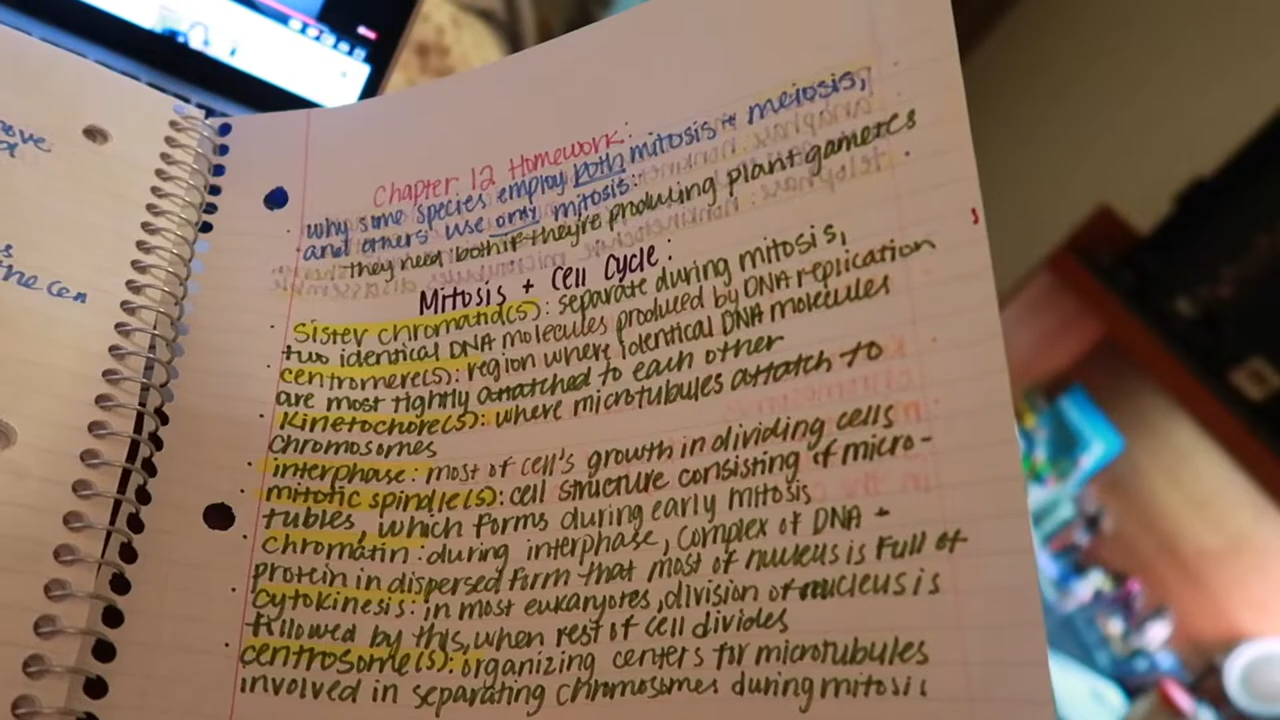 ove
s
the cen
Chapter 12 Homework:
· why some species employ both mitosis + meiosis,
and others use only mitosis:
- they need both if they're producing plant gametes
Mitosis + Cell Cycle:
· Sister chromatid(s): separate during mitosis,
two identical DNA molecules produced by DNA replication
· centromere(s): region where identical DNA molecules
are most tightly attatched to each other
· Kinetochore(s): where microtubules attatch to
chromosomes
· interphase: most of cell's growth in dividing cells
· mitotic spindle(s): cell structure consisting of micro-
tubles, which forms during early mitosis
· chromatin: during interphase, complex of DNA +
protein in dispersed form that most of nucleus is full of
· cytokinesis: in most eukaryotes, division of nucleus is
followed by this, when rest of cell divides
· centrosome(s): organizing centers for microtubules
involved in separating chromosomes during mitosis